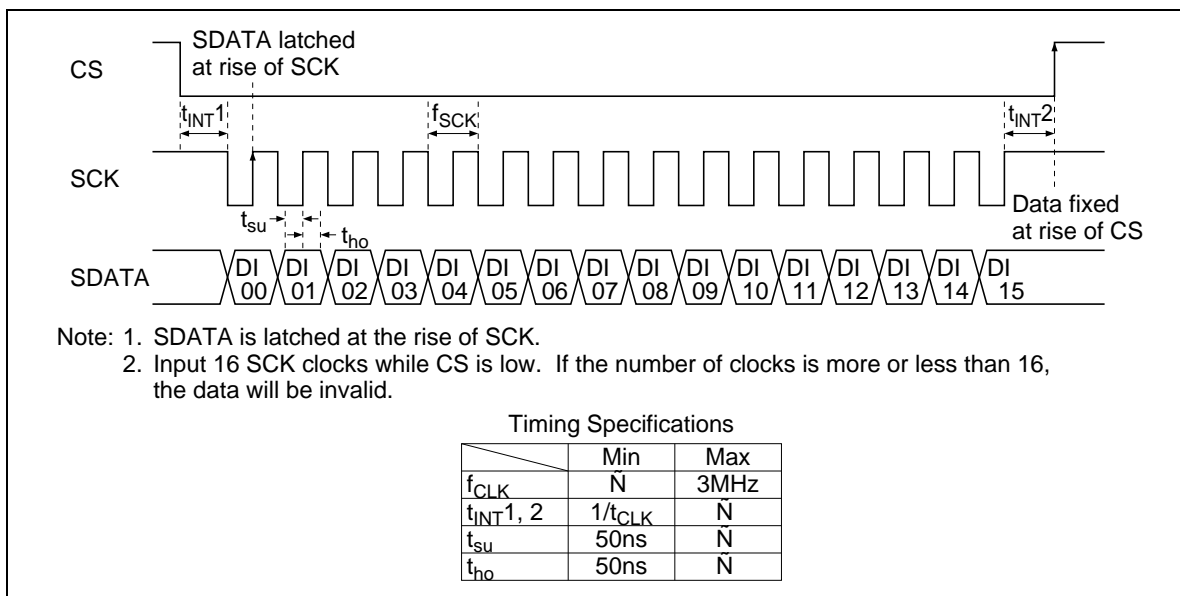 SDATA latched
at rise of SCK
CS
tINT1
fSCK
tINT2
SCK
Data fixed
at rise of CS
tsu
tho
SDATA
DI 00 DI 01 DI 02 DI 03 DI 04 DI 05 DI 06 DI 07 DI 08 DI 09 DI 10 DI 11 DI 12 DI 13 DI 14 DI 15
Note: 1. SDATA is latched at the rise of SCK.
2. Input 16 SCK clocks while CS is low. If the number of clocks is more or less than 16,
the data will be invalid.
Timing Specifications
Min Max
fCLK Ñ 3MHz
tINT1, 2 1/tCLK Ñ
tsu 50ns Ñ
tho 50ns Ñ